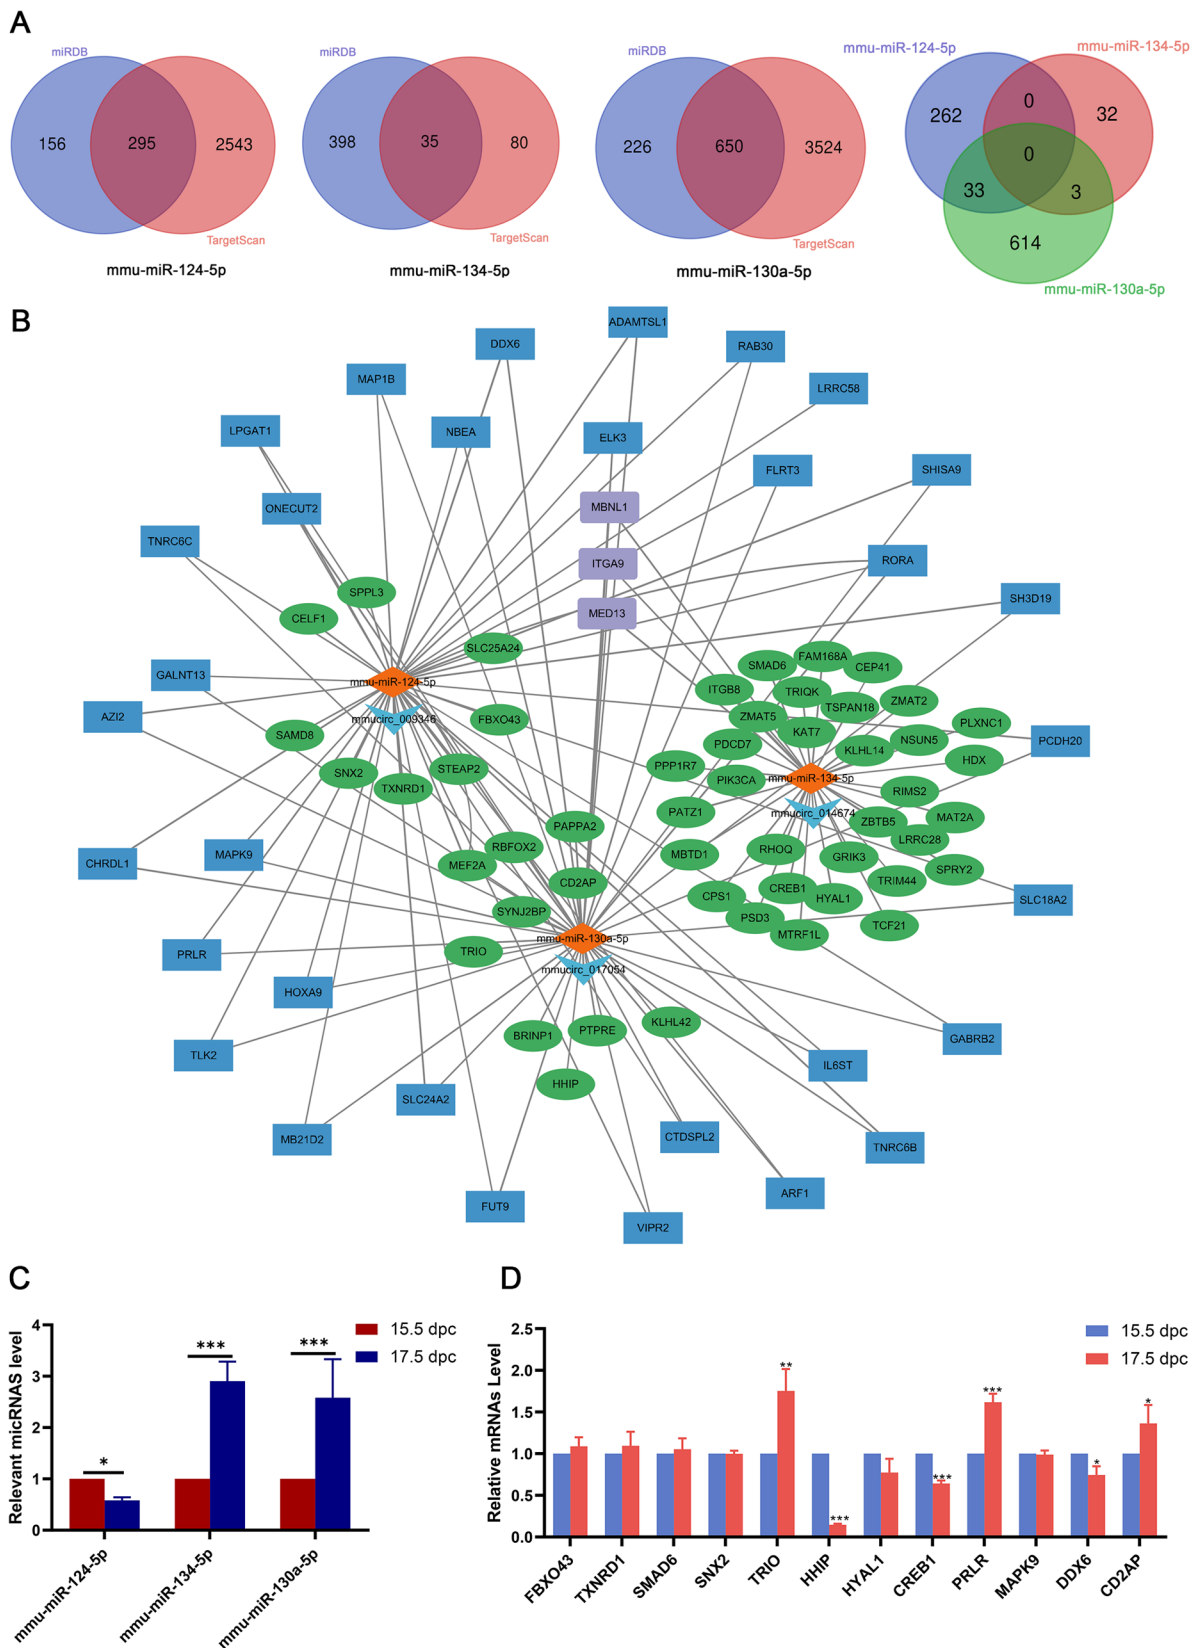 A
miRDB
156
295
2543
TargetScan
mmu-miR-124-5p
miRDB
398
35
80
TargetScan
mmu-miR-134-5p
miRDB
226
650
3524
TargetScan
mmu-miR-130a-5p
mmu-miR-124-5p
mmu-miR-134-5p
262
0
32
0
33
3
614
mmu-miR-130a-5p
B
ADAMTSL1
DDX6
RAB30
MAP1B
LRRC58
LPGAT1
NBEA
ELK3
FLRT3
SHISA9
ONECUT2
MBNL1
TNRC6C
ITGA9
RORA
SPPL3
SH3D19
CELF1
MED13
SLC25A24
SMAD6
FAM168A
CEP41
GALNT13
mmu-miR-124-5p
ITGB8
TRIQK
TSPAN18
ZMAT2
AZI2
mmucirc_009346
FBXO43
ZMAT5
PLXNC1
SAMD8
KAT7
NSUN5
PCDH20
PDCD7
KLHL14
SNX2
STEAP2
PPP1R7
HDX
TXNRD1
PIK3CA
mmu-miR-134-5p
RIMS2
PATZ1
mmucirc_014674
ZBTB5
MAT2A
PAPPA2
LRRC28
CHRDL1
MAPK9
RBFOX2
MEF2A
MBTD1
RHOQ
GRIK3
SPRY2
CD2AP
TRIM44
CPS1
CREB1
HYAL1
SLC18A2
SYNJ2BP
PSD3
MTRF1L
TCF21
PRLR
TRIO
mmu-miR-130a-5p
mmucirc_017054
HOXA9
BRINP1
PTPRE
KLHL42
GABRB2
TLK2
IL6ST
HHIP
SLC24A2
MB21D2
CTDSPL2
TNRC6B
FUT9
ARF1
VIPR2
C
Relevant micRNAS level
4
3
2
1
0
*
***
***
15.5 dpc
17.5 dpc
mmu-miR-124-5p
mmu-miR-134-5p
mmu-miR-130a-5p
D
Relative mRNAs Level
2.5
2.0
1.5
1.0
0.5
0.0
**
***
***
***
*
*
15.5 dpc
17.5 dpc
FBXO43
TXNRD1
SMAD6
SNX2
TRIO
HHIP
HYAL1
CREB1
PRLR
MAPK9
DDX6
CD2AP